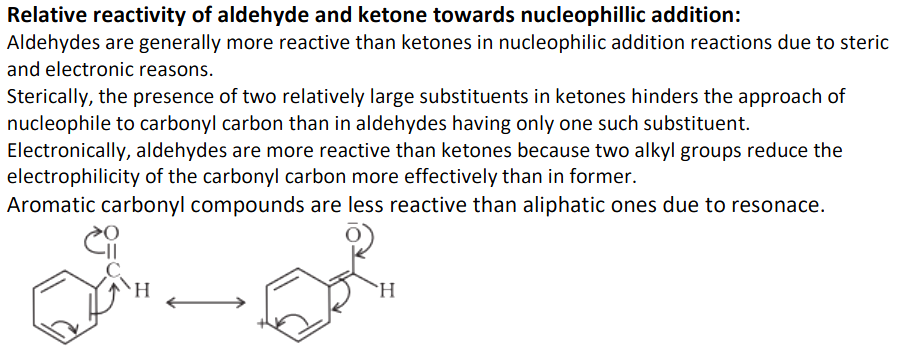 Relative reactivity of aldehyde and ketone towards nucleophillic addition:
Aldehydes are generally more reactive than ketones in nucleophilic addition reactions due to steric
and electronic reasons.
Sterically, the presence of two relatively large substituents in ketones hinders the approach of
nucleophile to carbonyl carbon than in aldehydes having only one such substituent.
Electronically, aldehydes are more reactive than ketones because two alkyl groups reduce the
electrophilicity of the carbonyl carbon more effectively than in former.
Aromatic carbonyl compounds are less reactive than aliphatic ones due to resonace.
O
O
C
H
H
+